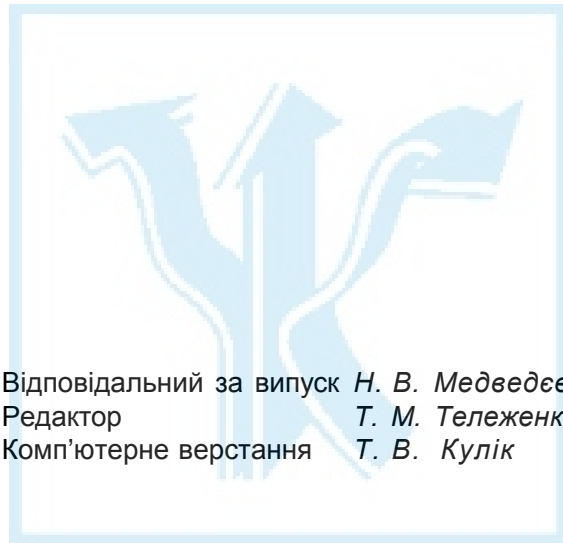 Відповідальний за випуск Н. В.
Редактор Т. М.
Комп’ютерне верстання Т. В. Кулік